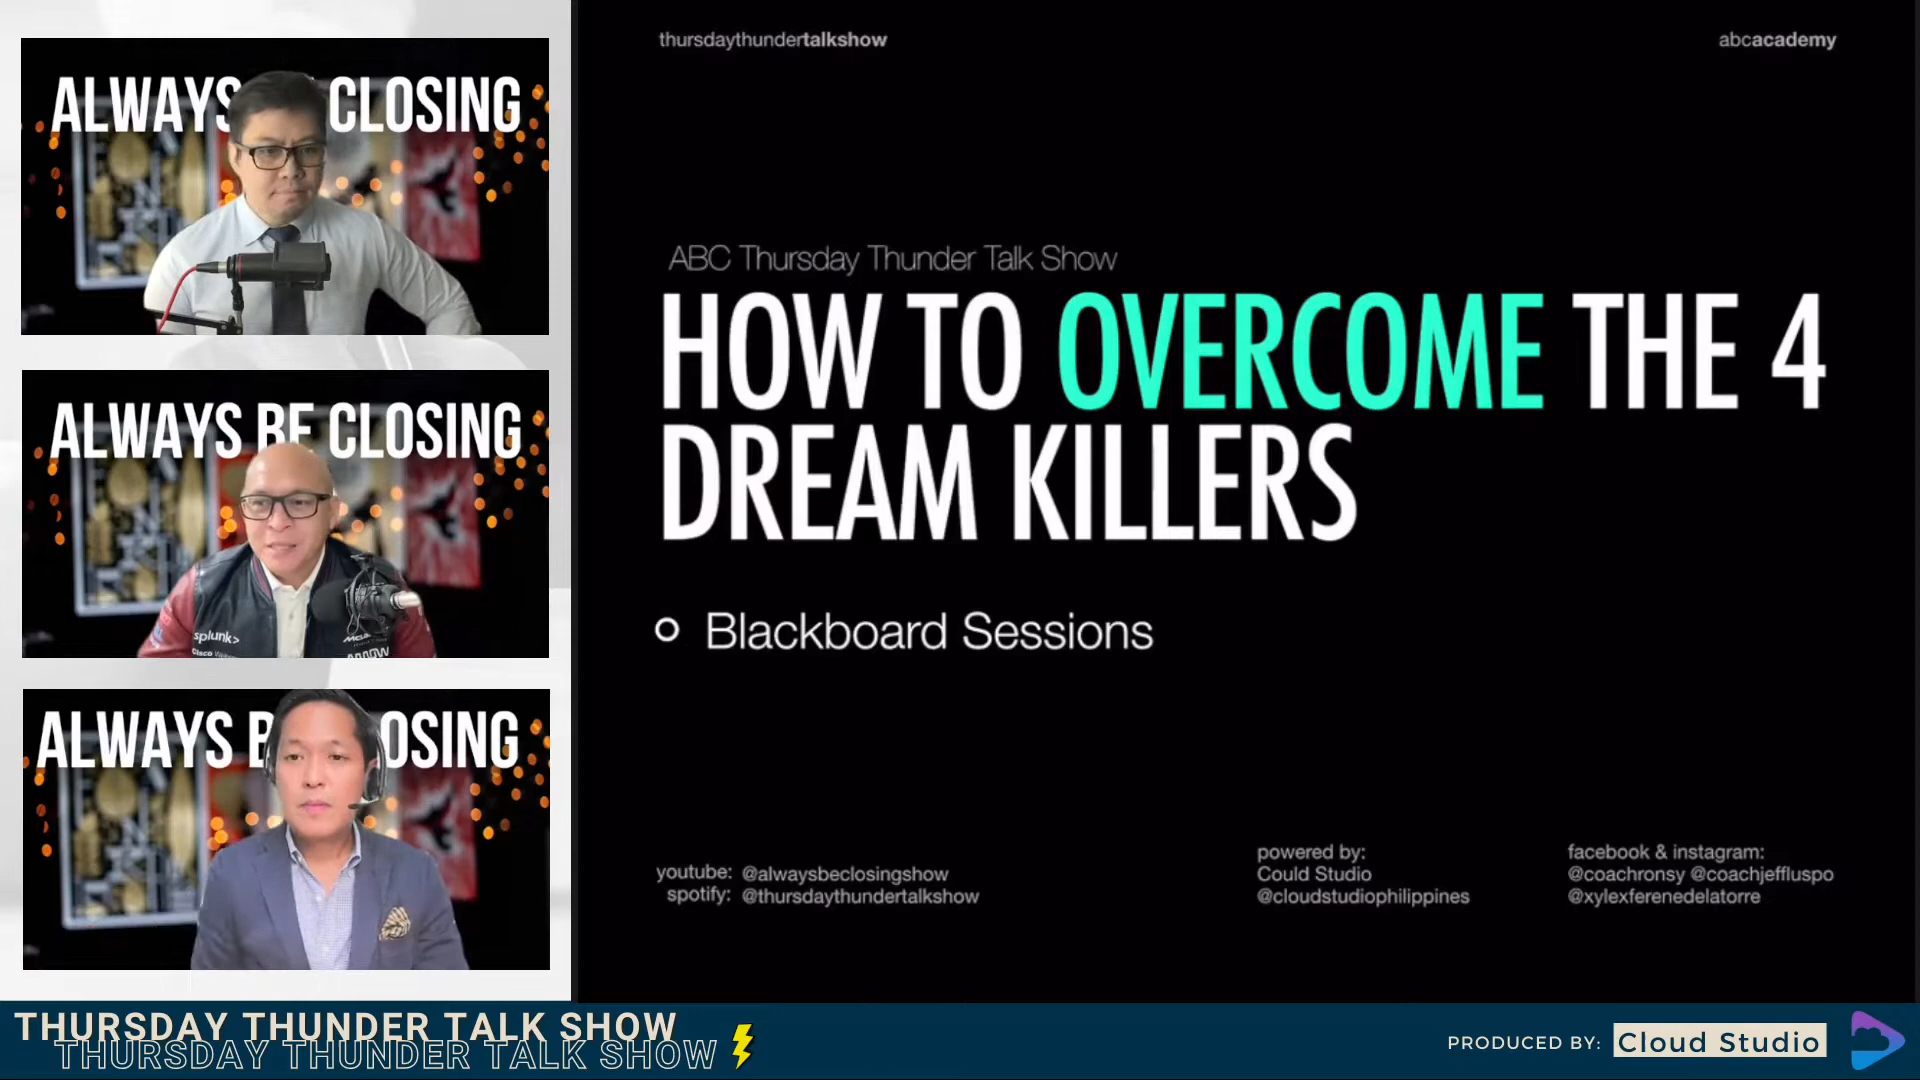 ALWAYS CLOSING
ALWAYS BE CLOSING
splunk>
cisco
ALWAYS B OSING
thursdaythundertalkshow
abcacademy
ABC Thursday Thunder Talk Show
HOW TO OVERCOME THE 4
DREAM KILLERS
Blackboard Sessions
youtube: @alwaysbeclosingshow
spotify: @thursdaythundertalkshow
powered by:
Could Studio
@cloudstudiophilippines
facebook & instagram:
@coachronsy @coachjeffluspo
@xylexferenedelatorre
THURSDAY THUNDER TALK SHOW
THURSDAY THUNDER TALK SHOW
PRODUCED BY: Cloud Studio